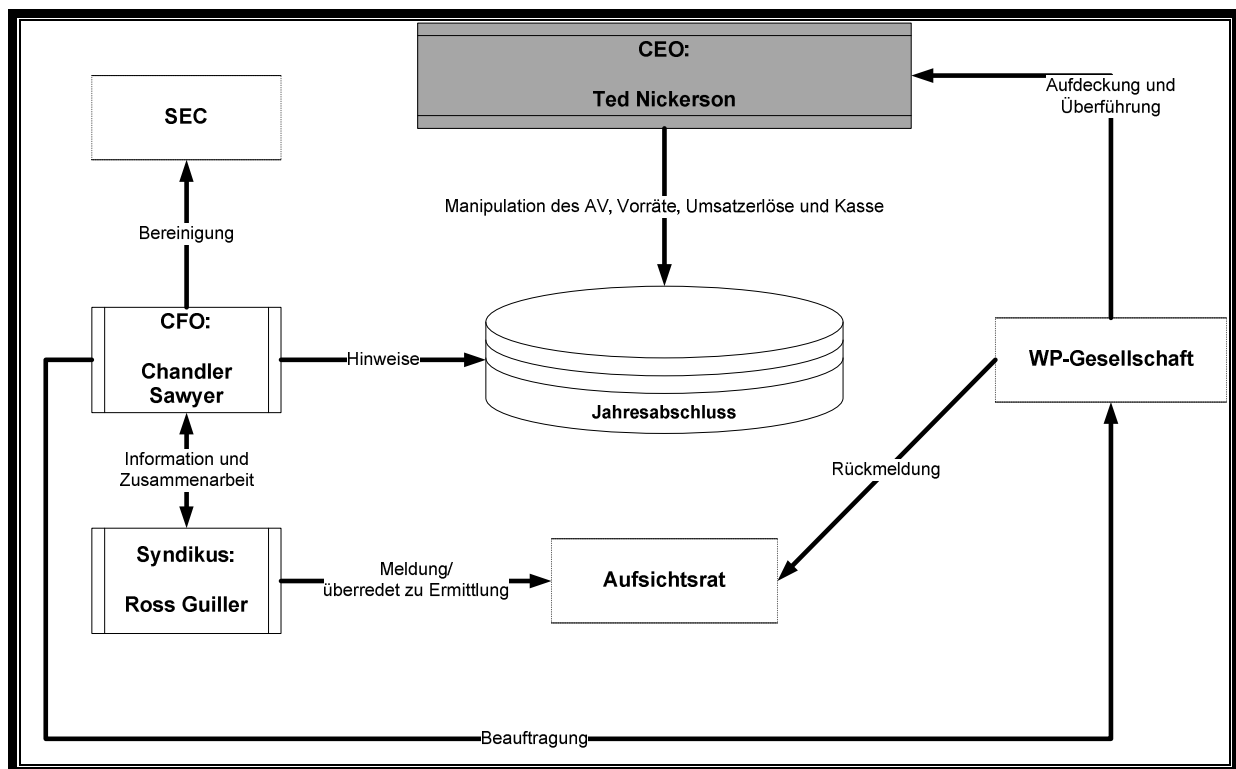 CEO:
Ted Nickerson
Aufdeckung und
Überführung
SEC
Manipulation des AV, Vorräte, Umsatzerlöse und Kasse
Bereinigung
CFO:
Chandler
Sawyer
Hinweise
Jahresabschluss
WP-Gesellschaft
Information und
Zusammenarbeit
Rückmeldung
Syndikus:
Ross Guiller
Meldung/
überredet zu Ermittlung
Aufsichtsrat
Beauftragung